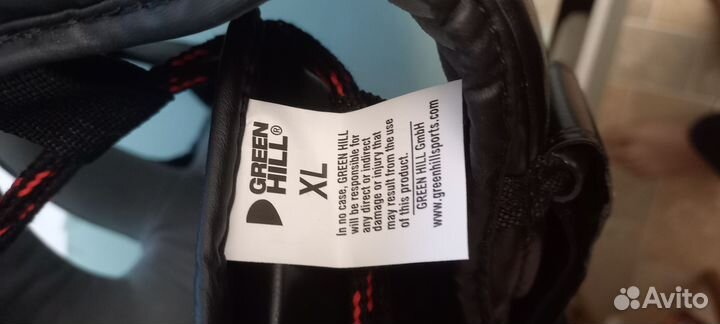 GREEN
HILL®
XL
In no case, GREEN HILL
will be responsible for
any direct or indirect
damage or injury that
may result from the use
of this product.
GREEN HILL GmbH
www.greenhillsports.com
Avito